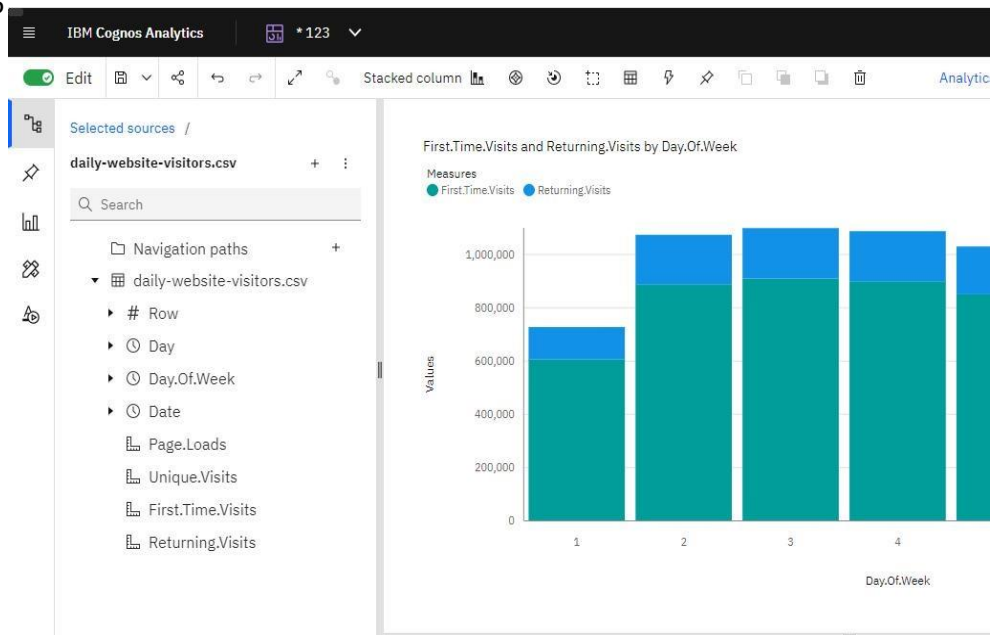 IBM Cognos Analytics
* 123
Edit
Stacked column
Analytic
Selected sources /
daily-website-visitors.csv
Search
Navigation paths
daily-website-visitors.csv
# Row
Day
Day.Of.Week
Date
Page.Loads
Unique.Visits
First.Time.Visits
Returning.Visits
First.Time.Visits and Returning.Visits by Day.Of.Week
Measures
First.Time.Visits Returning.Visits
Values
1,000,000
800,000
600,000
400,000
200,000
0
1 2 3 4
Day.Of.Week